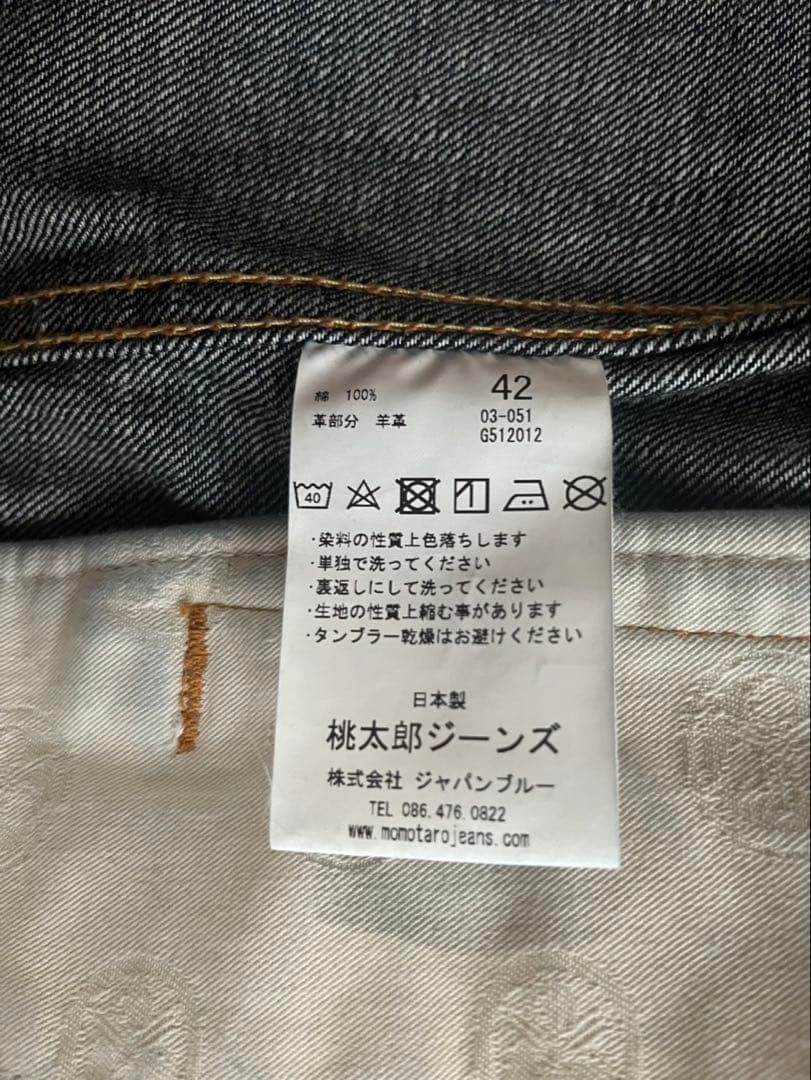 綿 100% 42
革部分 羊革 03-051
G512012
40
・染料の性質上色落ちします
・単独で洗ってください
・裏返しにして洗ってください
・生地の性質上縮む事があります
・タンブラー乾燥はお避けください
日本製
桃太郎ジーンズ
株式会社 ジャパンブルー
TEL 086.476.0822
www.momotarojeans.com